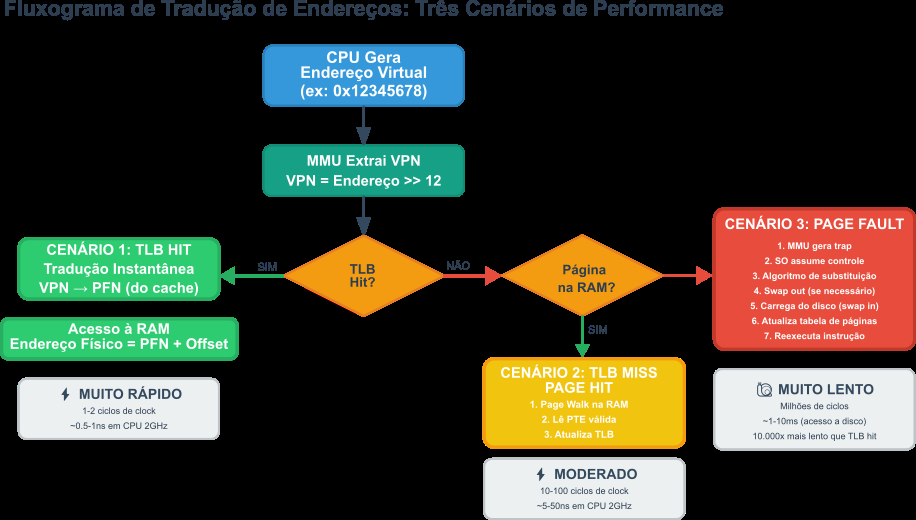 Fluxograma de Tradução de Endereços: Três Cenários de Performance
CPU Gera
Endereço Virtual
(ex: 0x12345678)
MMU Extrai VPN
VPN = Endereço >> 12
TLB
Hit?
SIM
NÃO
CENÁRIO 1: TLB HIT
Tradução Instantânea
VPN → PFN (do cache)
Acesso à RAM
Endereço Físico = PFN + Offset
MUITO RÁPIDO
1-2 ciclos de clock
~0.5-1ns em CPU 2GHz
Página
na RAM?
SIM
CENÁRIO 2: TLB MISS
PAGE HIT
1. Page Walk na RAM
2. Lê PTE válida
3. Atualiza TLB
MODERADO
10-100 ciclos de clock
~5-50ns em CPU 2GHz
CENÁRIO 3: PAGE FAULT
1. MMU gera trap
2. SO assume controle
3. Algoritmo de substituição
4. Swap out (se necessário)
5. Carrega do disco (swap in)
6. Atualiza tabela de páginas
7. Reexecuta instrução
MUITO LENTO
Milhões de ciclos
~1-10ms (acesso a disco)
10.000x mais lento que TLB hit